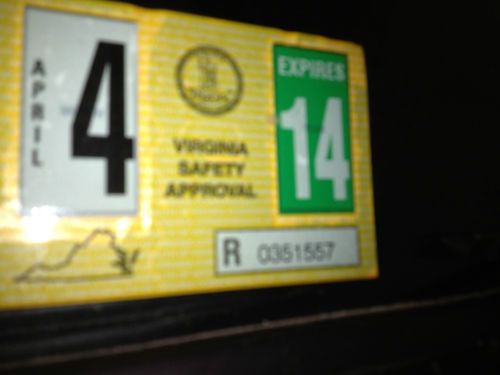 APRIL
4
VIRGINIA
SAFETY
APPROVAL
EXPIRES
14
R 0351557